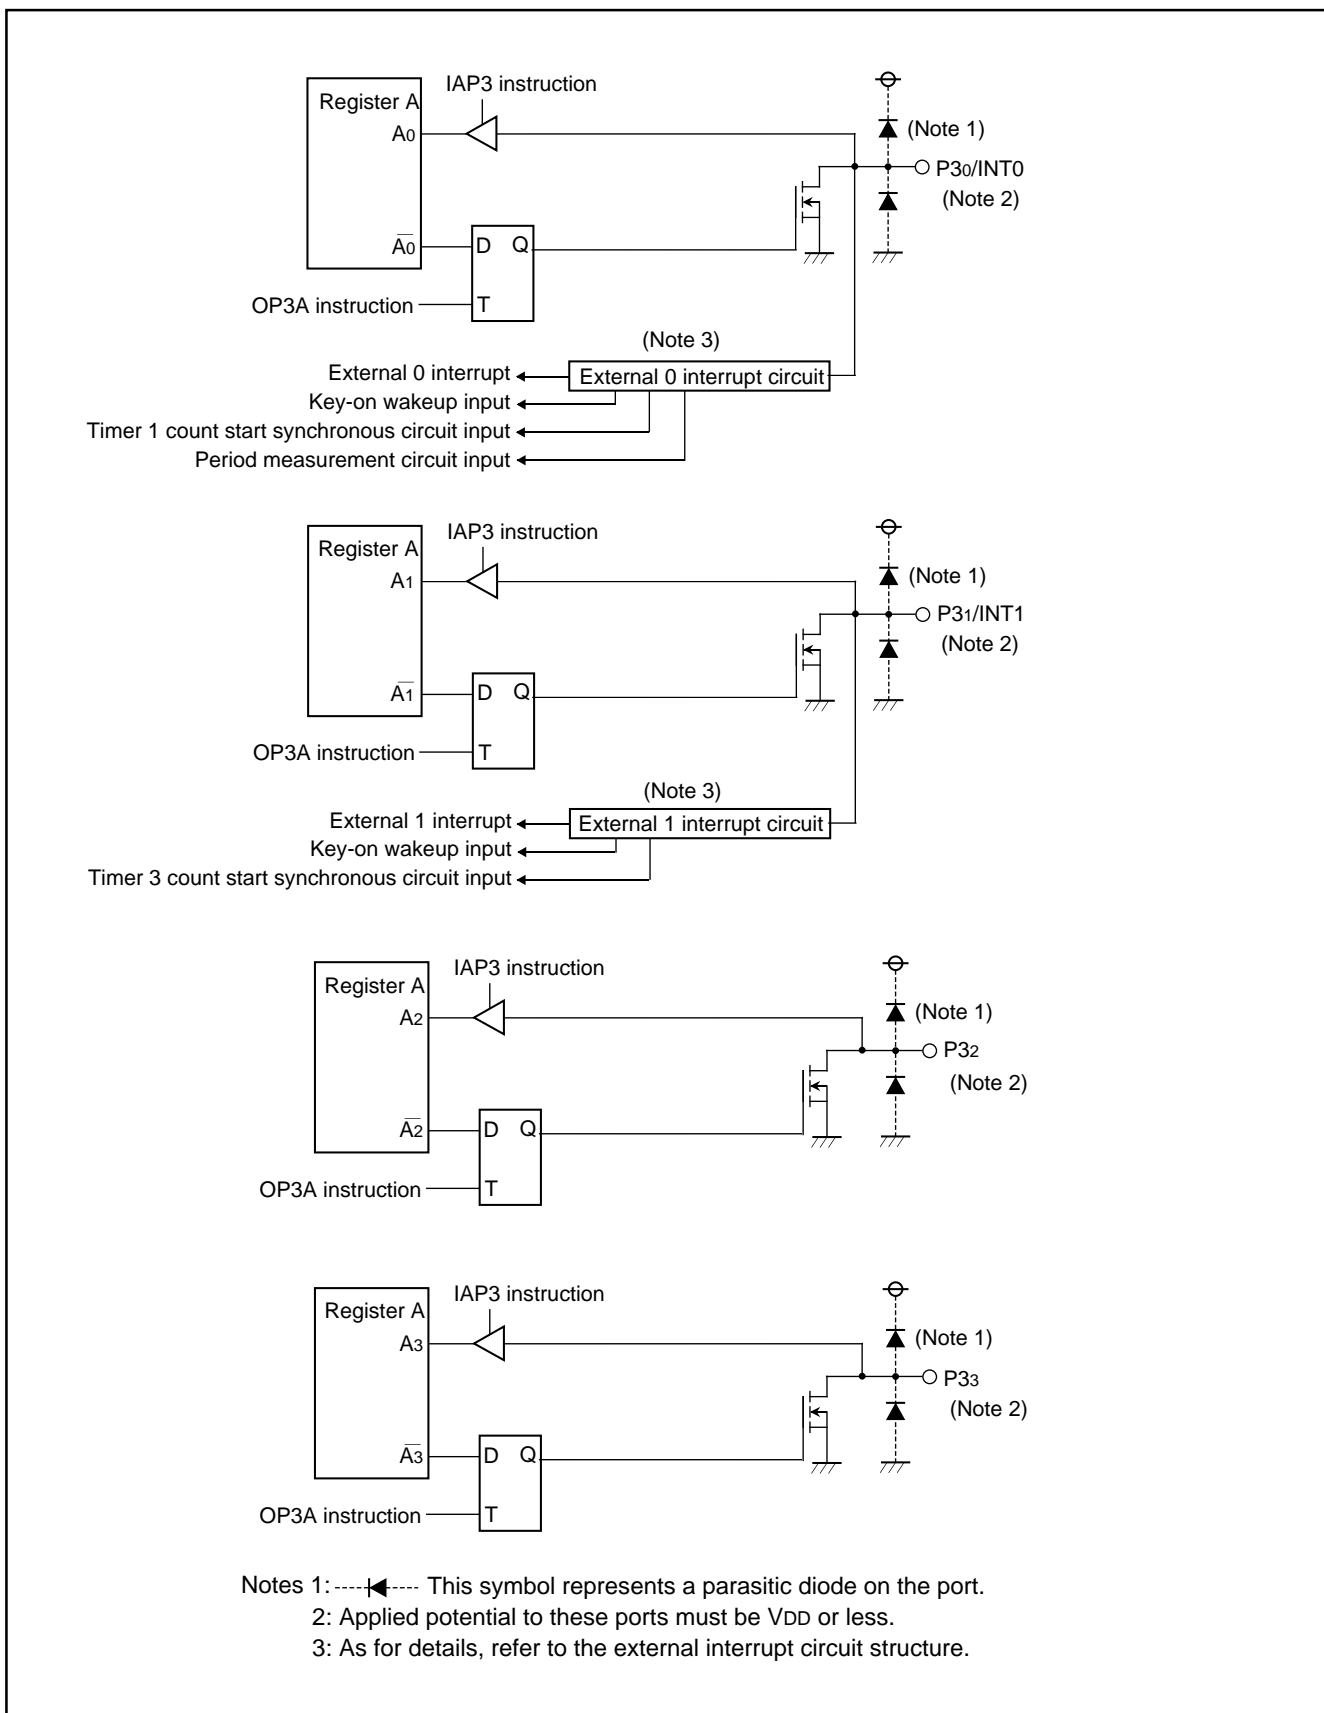 IAP3 instruction
Register A
A0
(Note 1)
P30/INT0
(Note 2)
A0
D Q
OP3A instruction
T
(Note 3)
External 0 interrupt
External 0 interrupt circuit
Key-on wakeup input
Timer 1 count start synchronous circuit input
Period measurement circuit input
IAP3 instruction
Register A
A1
(Note 1)
P31/INT1
(Note 2)
A1
D Q
OP3A instruction
T
(Note 3)
External 1 interrupt
External 1 interrupt circuit
Key-on wakeup input
Timer 3 count start synchronous circuit input
IAP3 instruction
Register A
A2
(Note 1)
P32
(Note 2)
A2
D Q
OP3A instruction
T
IAP3 instruction
Register A
A3
(Note 1)
P33
(Note 2)
A3
D Q
OP3A instruction
T
Notes 1: This symbol represents a parasitic diode on the port.
2: Applied potential to these ports must be VDD or less.
3: As for details, refer to the external interrupt circuit structure.